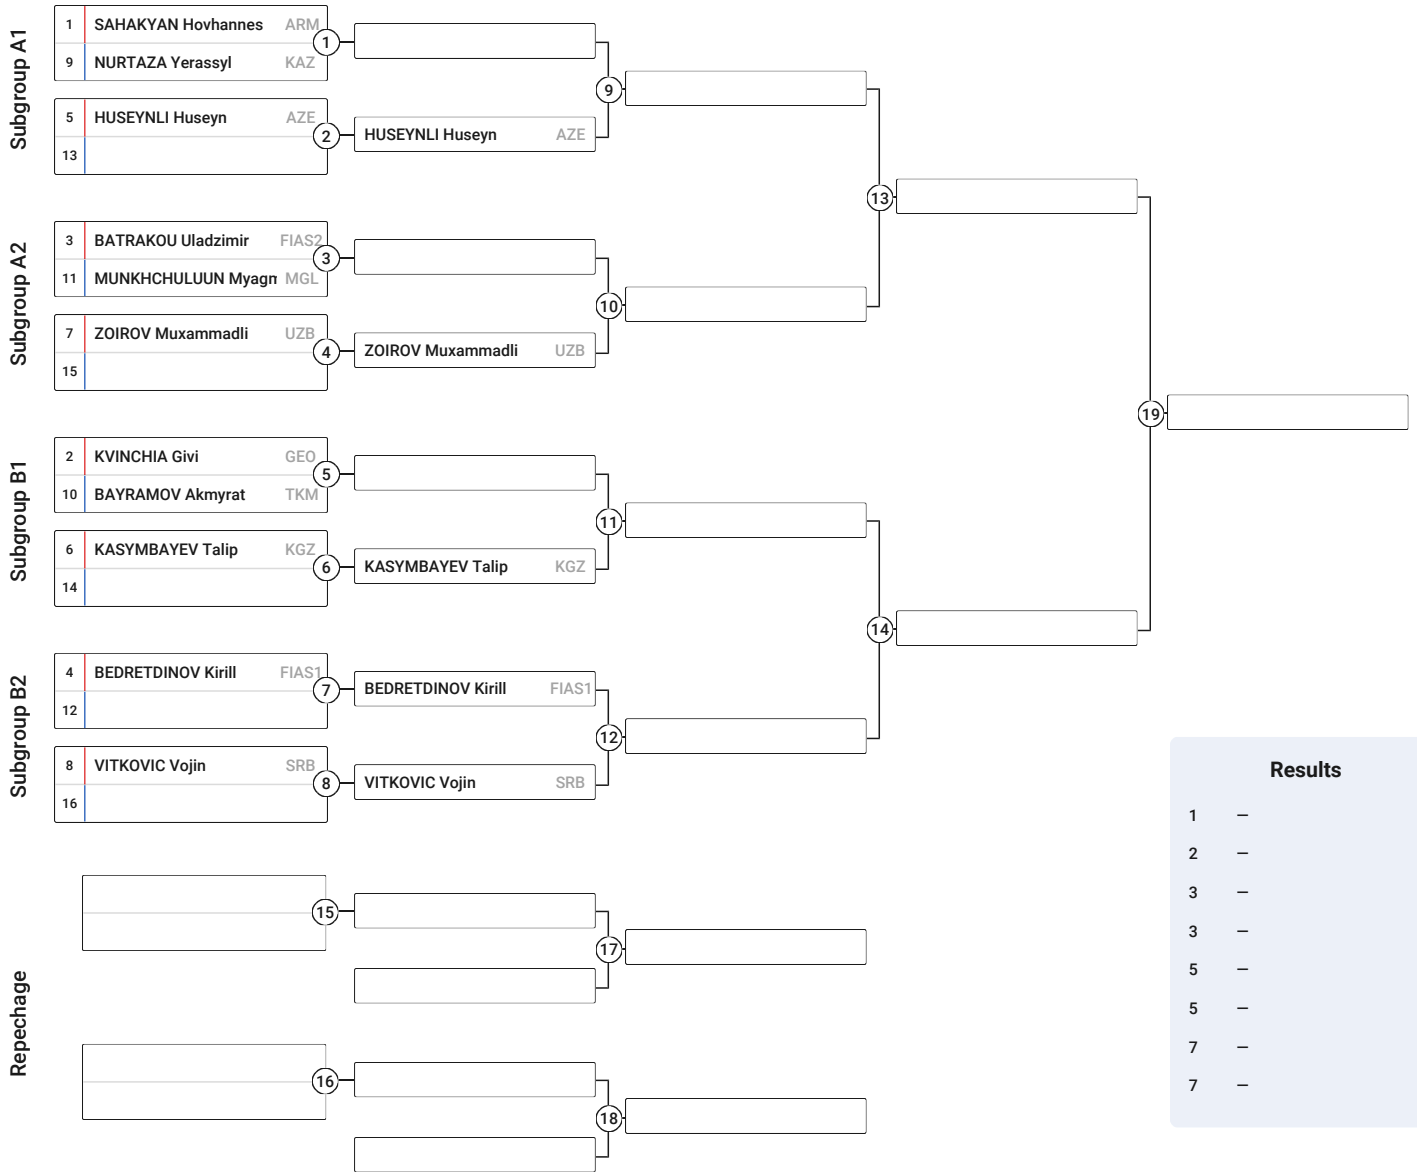 Subgroup A1
1 SAHAKYAN Hovhannes ARM
9 NURTAZA Yerassyl KAZ
1
5 HUSEYNLI Huseyn AZE
13
2
HUSEYNLI Huseyn AZE
9
Subgroup A2
3 BATRAKOU Uladzimir FIAS2
11 MUNKHCHULUUN Myagm MGL
3
7 ZOIROV Muxammadli UZB
15
4
ZOIROV Muxammadli UZB
10
13
Subgroup B1
2 KVINCHIA Givi GEO
10 BAYRAMOV Akmyrat TKM
5
6 KASYMBAYEV Talip KGZ
14
6
KASYMBAYEV Talip KGZ
11
Subgroup B2
4 BEDRETDINOV Kirill FIAS1
12
7
BEDRETDINOV Kirill FIAS1
8 VITKOVIC Vojin SRB
16
8
VITKOVIC Vojin SRB
12
14
19
Repechage
15
17
16
18
Results
1 –
2 –
3 –
3 –
5 –
5 –
7 –
7 –